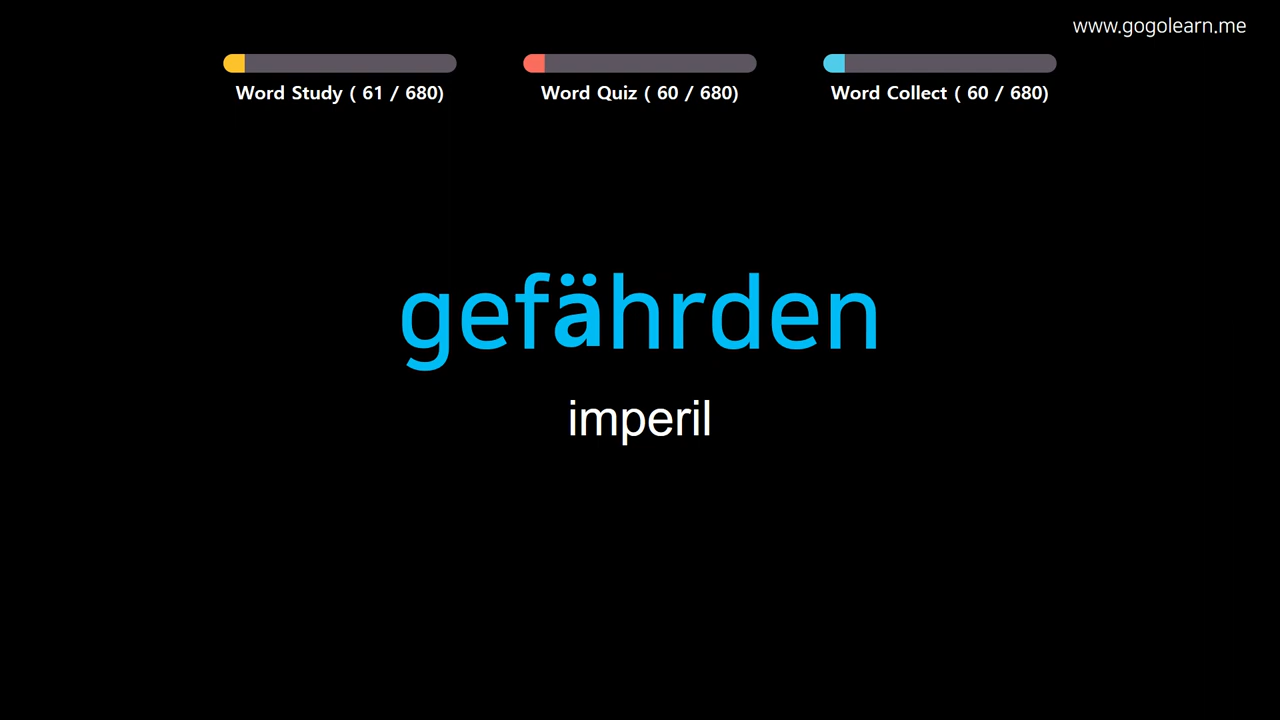 www.gogolearn.me
Word Study ( 61 / 680)
Word Quiz ( 60 / 680)
Word Collect ( 60 / 680)
gefährden
imperil